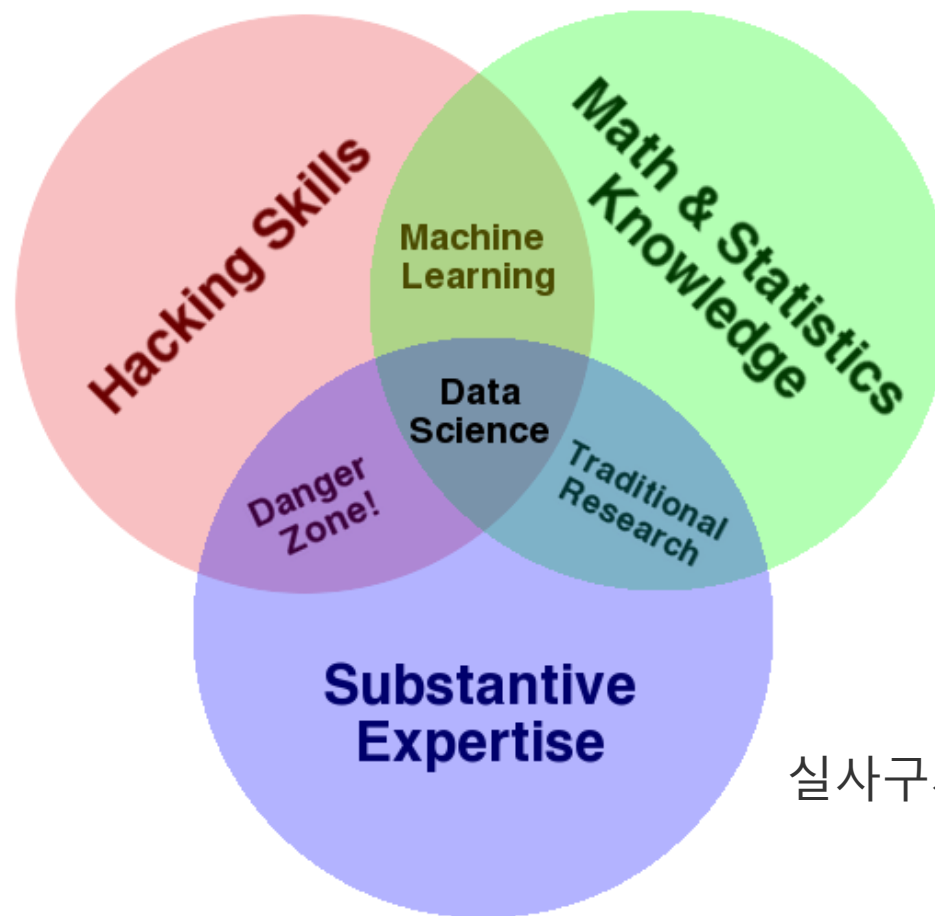 Hacking Skills
Math & Statistics
Knowledge
Machine
Learning
Data
Science
Danger
Zone!
Traditional
Research
Substantive
Expertise
실사구